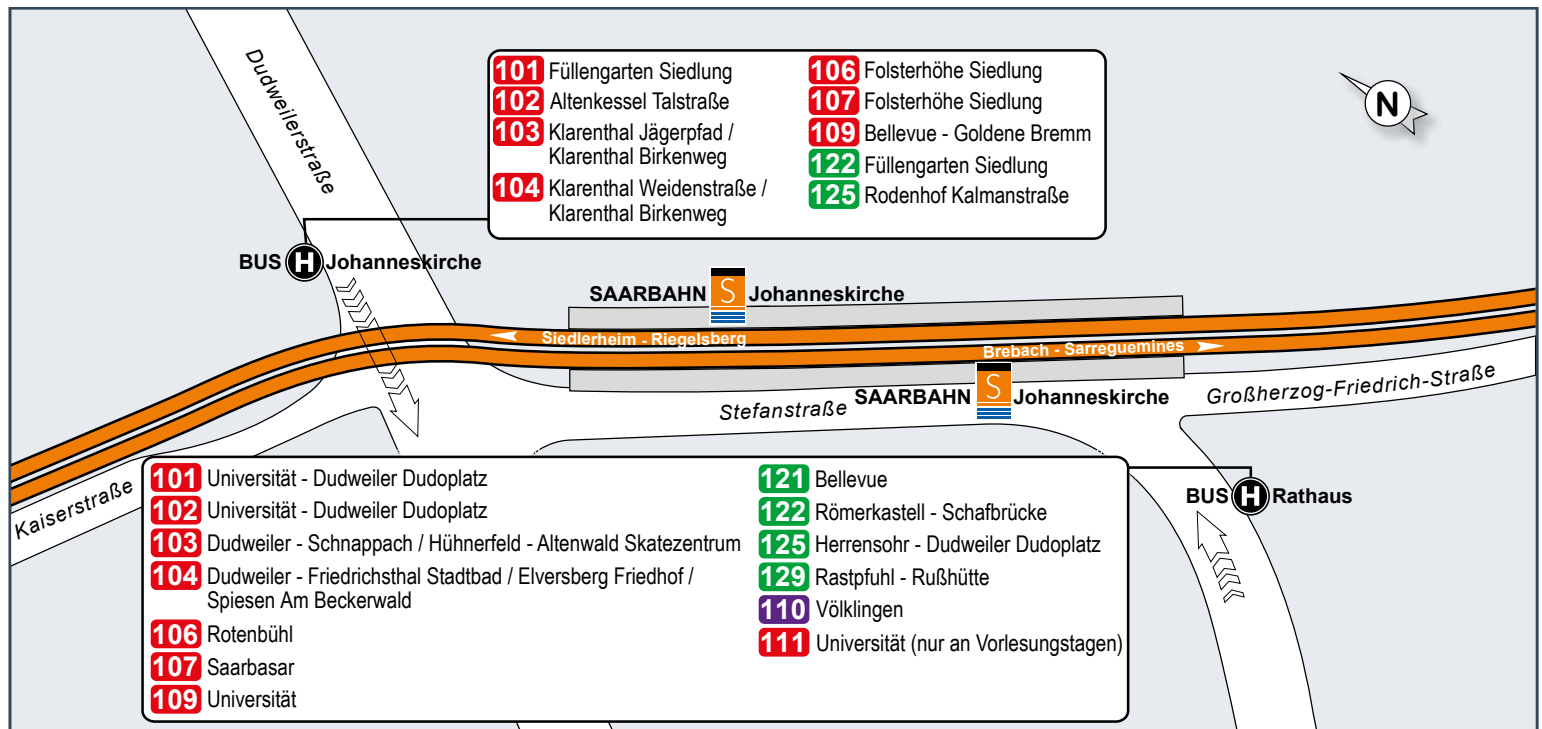 Dudweilerstraße
101 Füllengarten Siedlung
102 Altenkessel Talstraße
103 Klarenthal Jägerpfad /
Klarenthal Birkenweg
104 Klarenthal Weidenstraße /
Klarenthal Birkenweg
106 Folsterhöhe Siedlung
107 Folsterhöhe Siedlung
109 Bellevue - Goldene Bremm
122 Füllengarten Siedlung
125 Rodenhof Kalmanstraße
N
BUS H Johanneskirche
SAARBAHN S Johanneskirche
Siedlerheim - Riegelsberg
Brebach - Sarreguemines
Stefanstraße
SAARBAHN S Johanneskirche
Großherzog-Friedrich-Straße
Kaiserstraße
101 Universität - Dudweiler Dudoplatz
102 Universität - Dudweiler Dudoplatz
103 Dudweiler - Schnappach / Hühnerfeld - Altenwald Skatezentrum
104 Dudweiler - Friedrichsthal Stadtbad / Elversberg Friedhof /
Spiesen Am Beckerwald
106 Rotenbühl
107 Saarbasar
109 Universität
121 Bellevue
122 Römerkastell - Schafbrücke
125 Herrensohr - Dudweiler Dudoplatz
129 Rastpfuhl - Rußhütte
110 Völklingen
111 Universität (nur an Vorlesungstagen)
BUS H Rathaus